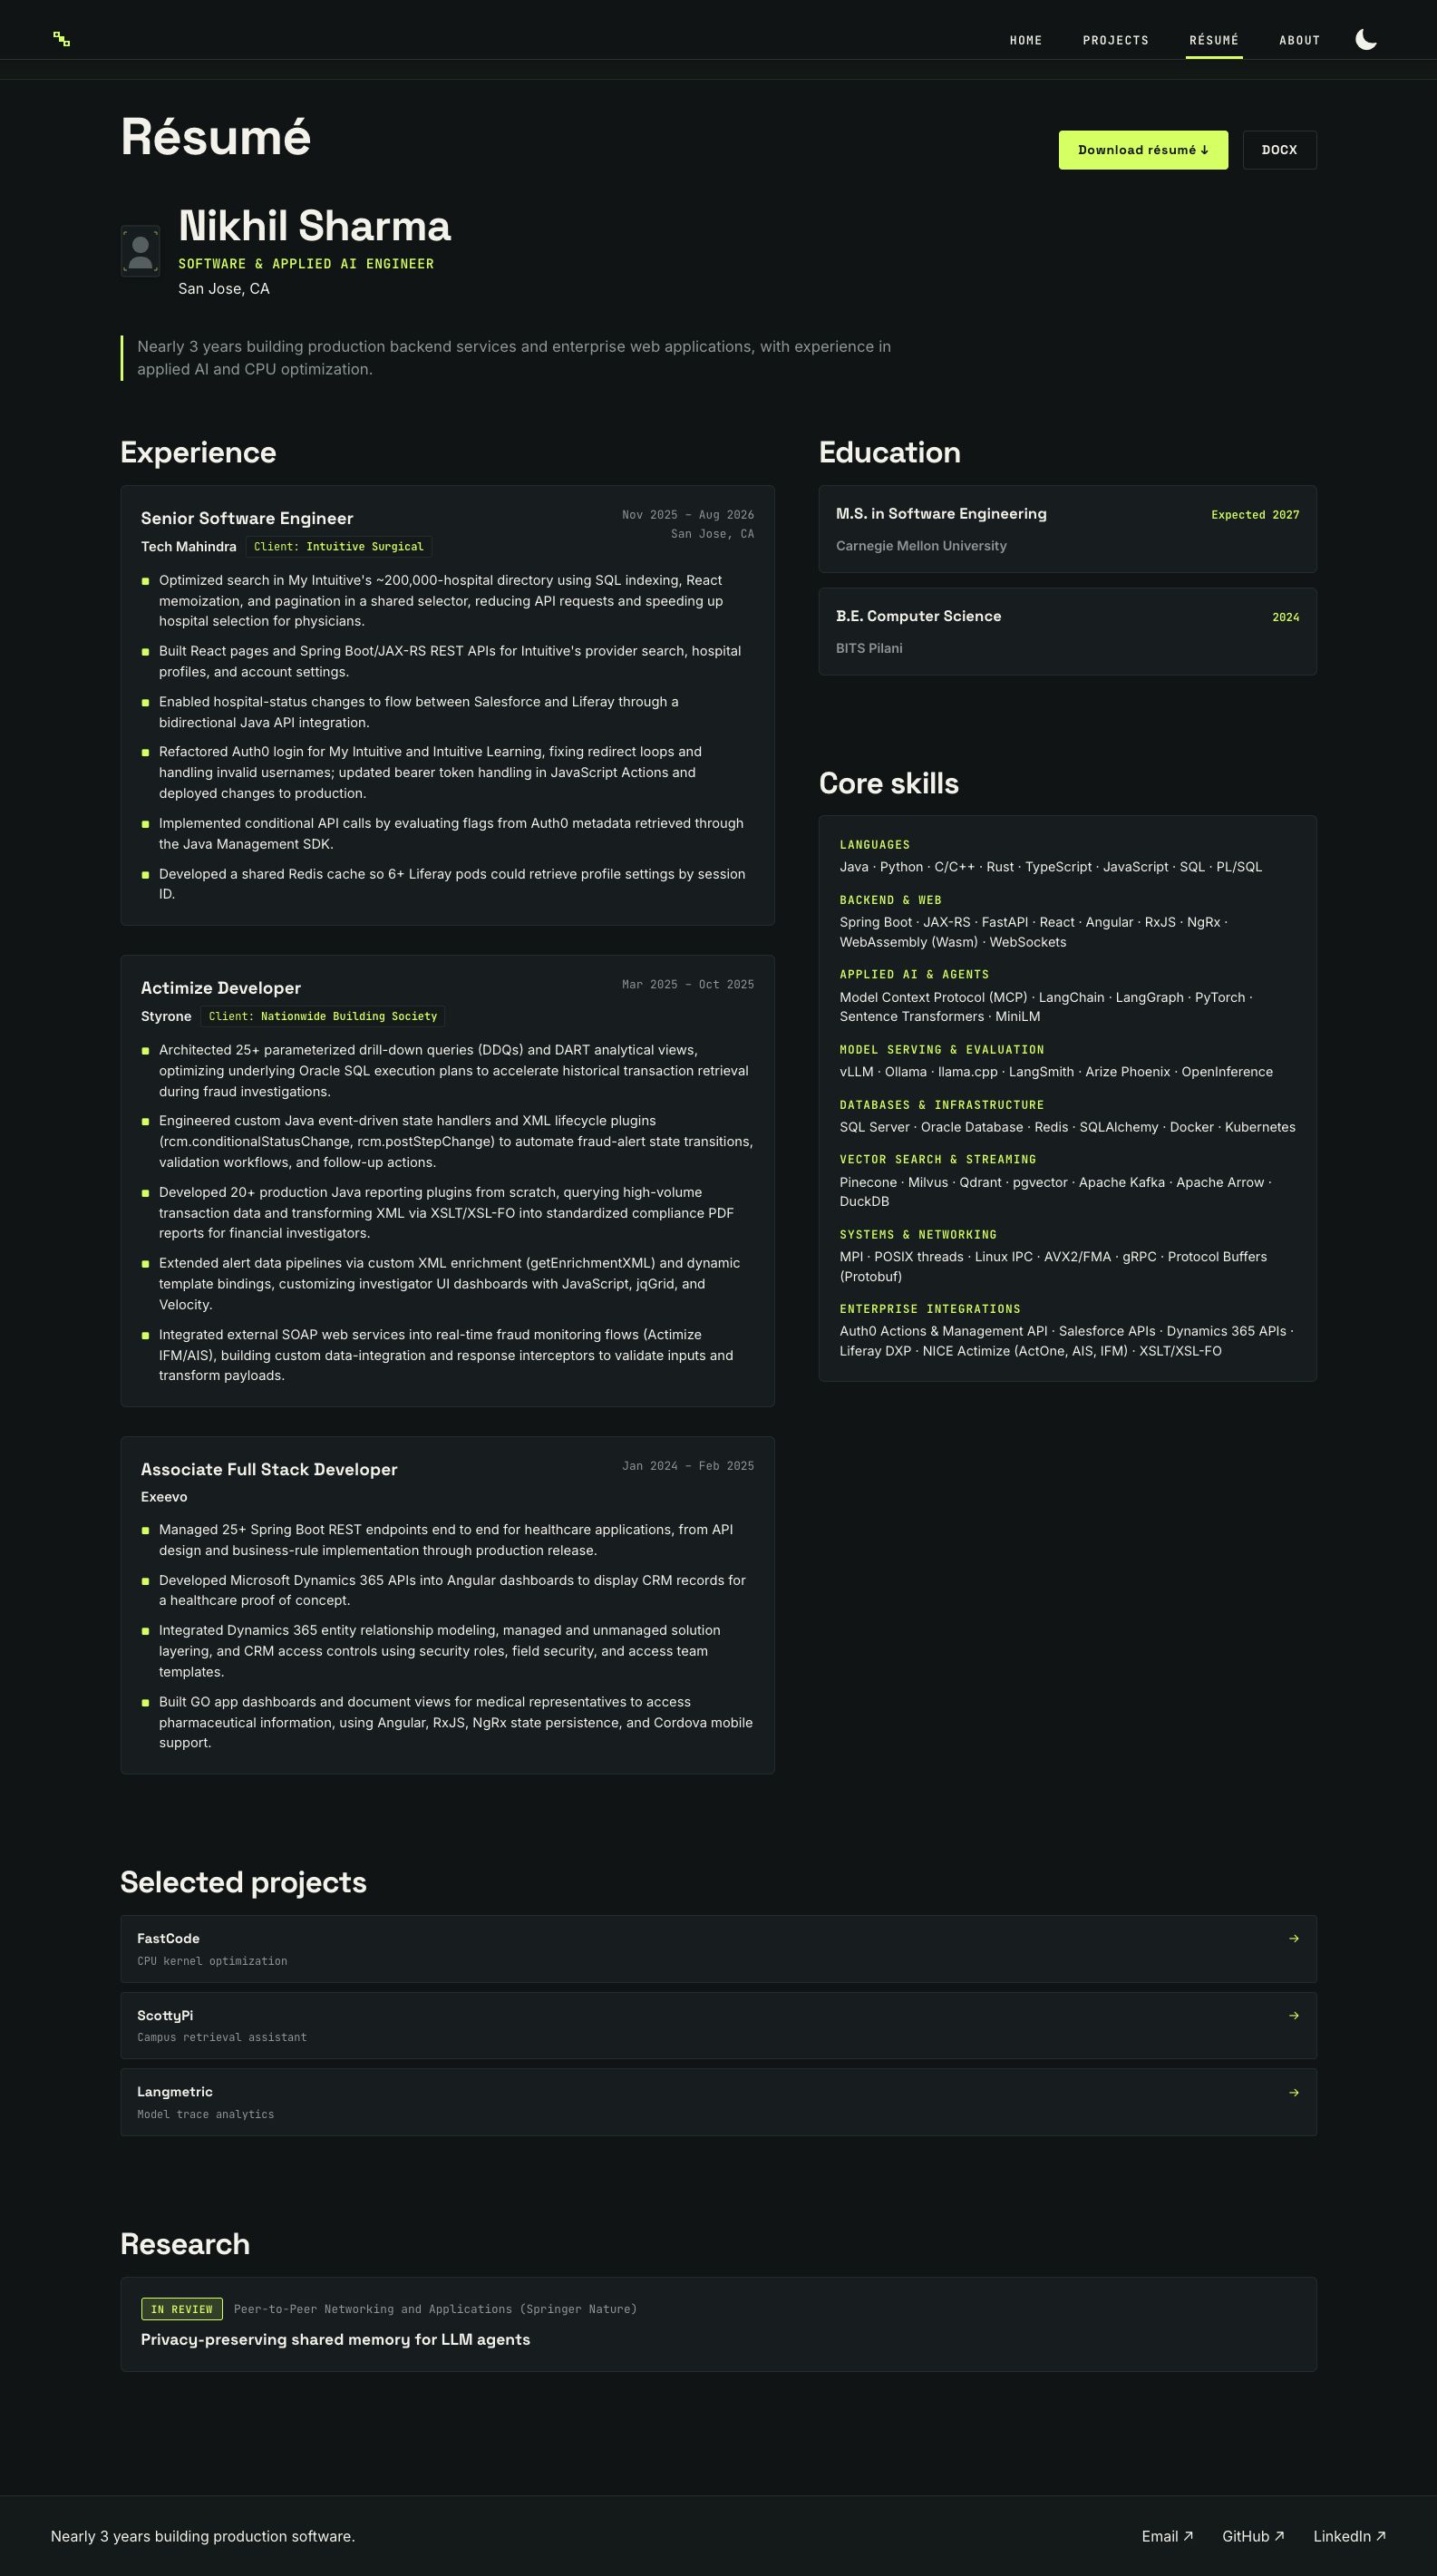 HOME PROJECTS RÉSUMÉ ABOUT
Résumé
Download résumé ↓ DOCX
Nikhil Sharma
SOFTWARE & APPLIED AI ENGINEER
San Jose, CA
Nearly 3 years building production backend services and enterprise web applications, with experience in
applied AI and CPU optimization.
Experience
Senior Software Engineer
Nov 2025 – Aug 2026
San Jose, CA
Tech Mahindra Client: Intuitive Surgical
Optimized search in My Intuitive's ~200,000-hospital directory using SQL indexing, React
memoization, and pagination in a shared selector, reducing API requests and speeding up
hospital selection for physicians.
Built React pages and Spring Boot/JAX-RS REST APIs for Intuitive's provider search, hospital
profiles, and account settings.
Enabled hospital-status changes to flow between Salesforce and Liferay through a
bidirectional Java API integration.
Refactored Auth0 login for My Intuitive and Intuitive Learning, fixing redirect loops and
handling invalid usernames; updated bearer token handling in JavaScript Actions and
deployed changes to production.
Implemented conditional API calls by evaluating flags from Auth0 metadata retrieved through
the Java Management SDK.
Developed a shared Redis cache so 6+ Liferay pods could retrieve profile settings by session
ID.
Actimize Developer
Mar 2025 – Oct 2025
Styrone Client: Nationwide Building Society
Architected 25+ parameterized drill-down queries (DDQs) and DART analytical views,
optimizing underlying Oracle SQL execution plans to accelerate historical transaction retrieval
during fraud investigations.
Engineered custom Java event-driven state handlers and XML lifecycle plugins
(rcm.conditionalStatusChange, rcm.postStepChange) to automate fraud-alert state transitions,
validation workflows, and follow-up actions.
Developed 20+ production Java reporting plugins from scratch, querying high-volume
transaction data and transforming XML via XSLT/XSL-FO into standardized compliance PDF
reports for financial investigators.
Extended alert data pipelines via custom XML enrichment (getEnrichmentXML) and dynamic
template bindings, customizing investigator UI dashboards with JavaScript, jqGrid, and
Velocity.
Integrated external SOAP web services into real-time fraud monitoring flows (Actimize
IFM/AIS), building custom data-integration and response interceptors to validate inputs and
transform payloads.
Associate Full Stack Developer
Jan 2024 – Feb 2025
Exeevo
Managed 25+ Spring Boot REST endpoints end to end for healthcare applications, from API
design and business-rule implementation through production release.
Developed Microsoft Dynamics 365 APIs into Angular dashboards to display CRM records for
a healthcare proof of concept.
Integrated Dynamics 365 entity relationship modeling, managed and unmanaged solution
layering, and CRM access controls using security roles, field security, and access team
templates.
Built GO app dashboards and document views for medical representatives to access
pharmaceutical information, using Angular, RxJS, NgRx state persistence, and Cordova mobile
support.
Education
M.S. in Software Engineering Expected 2027
Carnegie Mellon University
B.E. Computer Science 2024
BITS Pilani
Core skills
LANGUAGES
Java · Python · C/C++ · Rust · TypeScript · JavaScript · SQL · PL/SQL
BACKEND & WEB
Spring Boot · JAX-RS · FastAPI · React · Angular · RxJS · NgRx ·
WebAssembly (Wasm) · WebSockets
APPLIED AI & AGENTS
Model Context Protocol (MCP) · LangChain · LangGraph · PyTorch ·
Sentence Transformers · MiniLM
MODEL SERVING & EVALUATION
vLLM · Ollama · llama.cpp · LangSmith · Arize Phoenix · OpenInference
DATABASES & INFRASTRUCTURE
SQL Server · Oracle Database · Redis · SQLAlchemy · Docker · Kubernetes
VECTOR SEARCH & STREAMING
Pinecone · Milvus · Qdrant · pgvector · Apache Kafka · Apache Arrow ·
DuckDB
SYSTEMS & NETWORKING
MPI · POSIX threads · Linux IPC · AVX2/FMA · gRPC · Protocol Buffers
(Protobuf)
ENTERPRISE INTEGRATIONS
Auth0 Actions & Management API · Salesforce APIs · Dynamics 365 APIs ·
Liferay DXP · NICE Actimize (ActOne, AIS, IFM) · XSLT/XSL-FO
Selected projects
FastCode →
CPU kernel optimization
ScottyPi →
Campus retrieval assistant
Langmetric →
Model trace analytics
Research
IN REVIEW Peer-to-Peer Networking and Applications (Springer Nature)
Privacy-preserving shared memory for LLM agents
Nearly 3 years building production software.
Email ↗ GitHub ↗ LinkedIn ↗